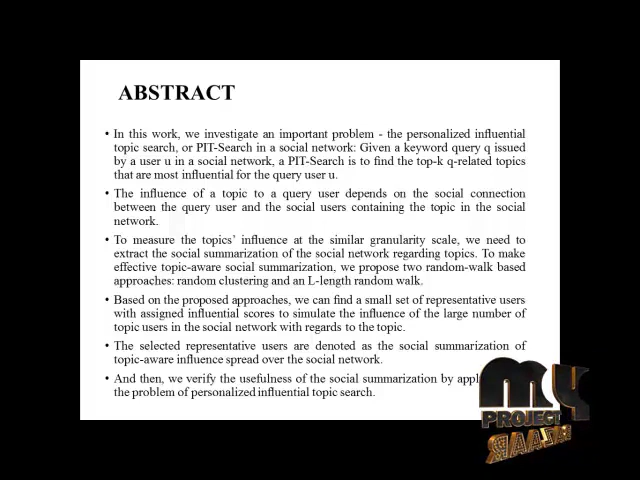 ABSTRACT
• In this work, we investigate an important problem - the personalized influential
topic search, or PIT-Search in a social network: Given a keyword query q issued
by a user u in a social network, a PIT-Search is to find the top-k q-related topics
that are most influential for the query user u.
• The influence of a topic to a query user depends on the social connection
between the query user and the social users containing the topic in the social
network.
• To measure the topics' influence at the similar granularity scale, we need to
extract the social summarization of the social network regarding topics. To make
effective topic-aware social summarization, we propose two random-walk based
approaches: random clustering and an L-length random walk.
• Based on the proposed approaches, we can find a small set of representative users
with assigned influential scores to simulate the influence of the large number of
topic users in the social network with regards to the topic.
• The selected representative users are denoted as the social summarization of
topic-aware influence spread over the social network.
• And then, we verify the usefulness of the social summarization by appl
the problem of personalized influential topic search.
MY
PROJECT
BAZAAR